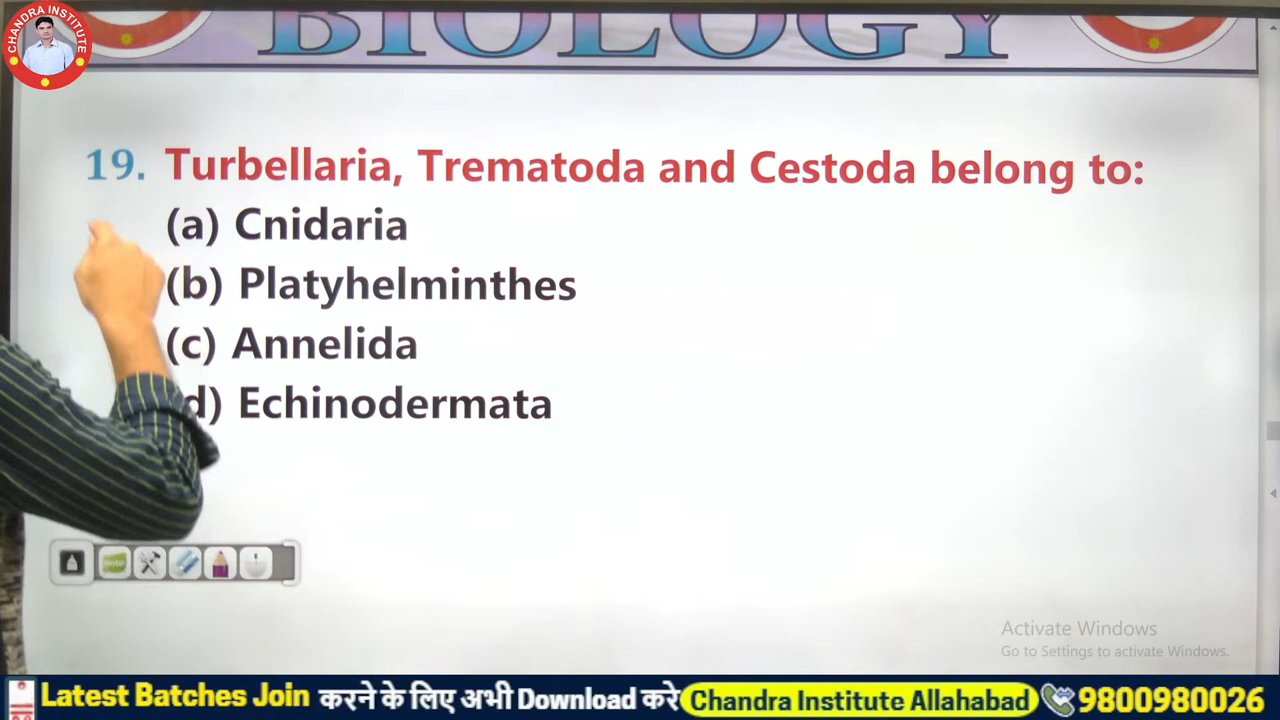 CHANDRA INSTITUTE
BIOLOGY
19. Turbellaria, Trematoda and Cestoda belong to:
(a) Cnidaria
(b) Platyhelminthes
(c) Annelida
d) Echinodermata
Activate Windows
Go to Settings to activate Windows.
Latest Batches Join करने के लिए अभी Download करे Chandra Institute Allahabad 9800980026